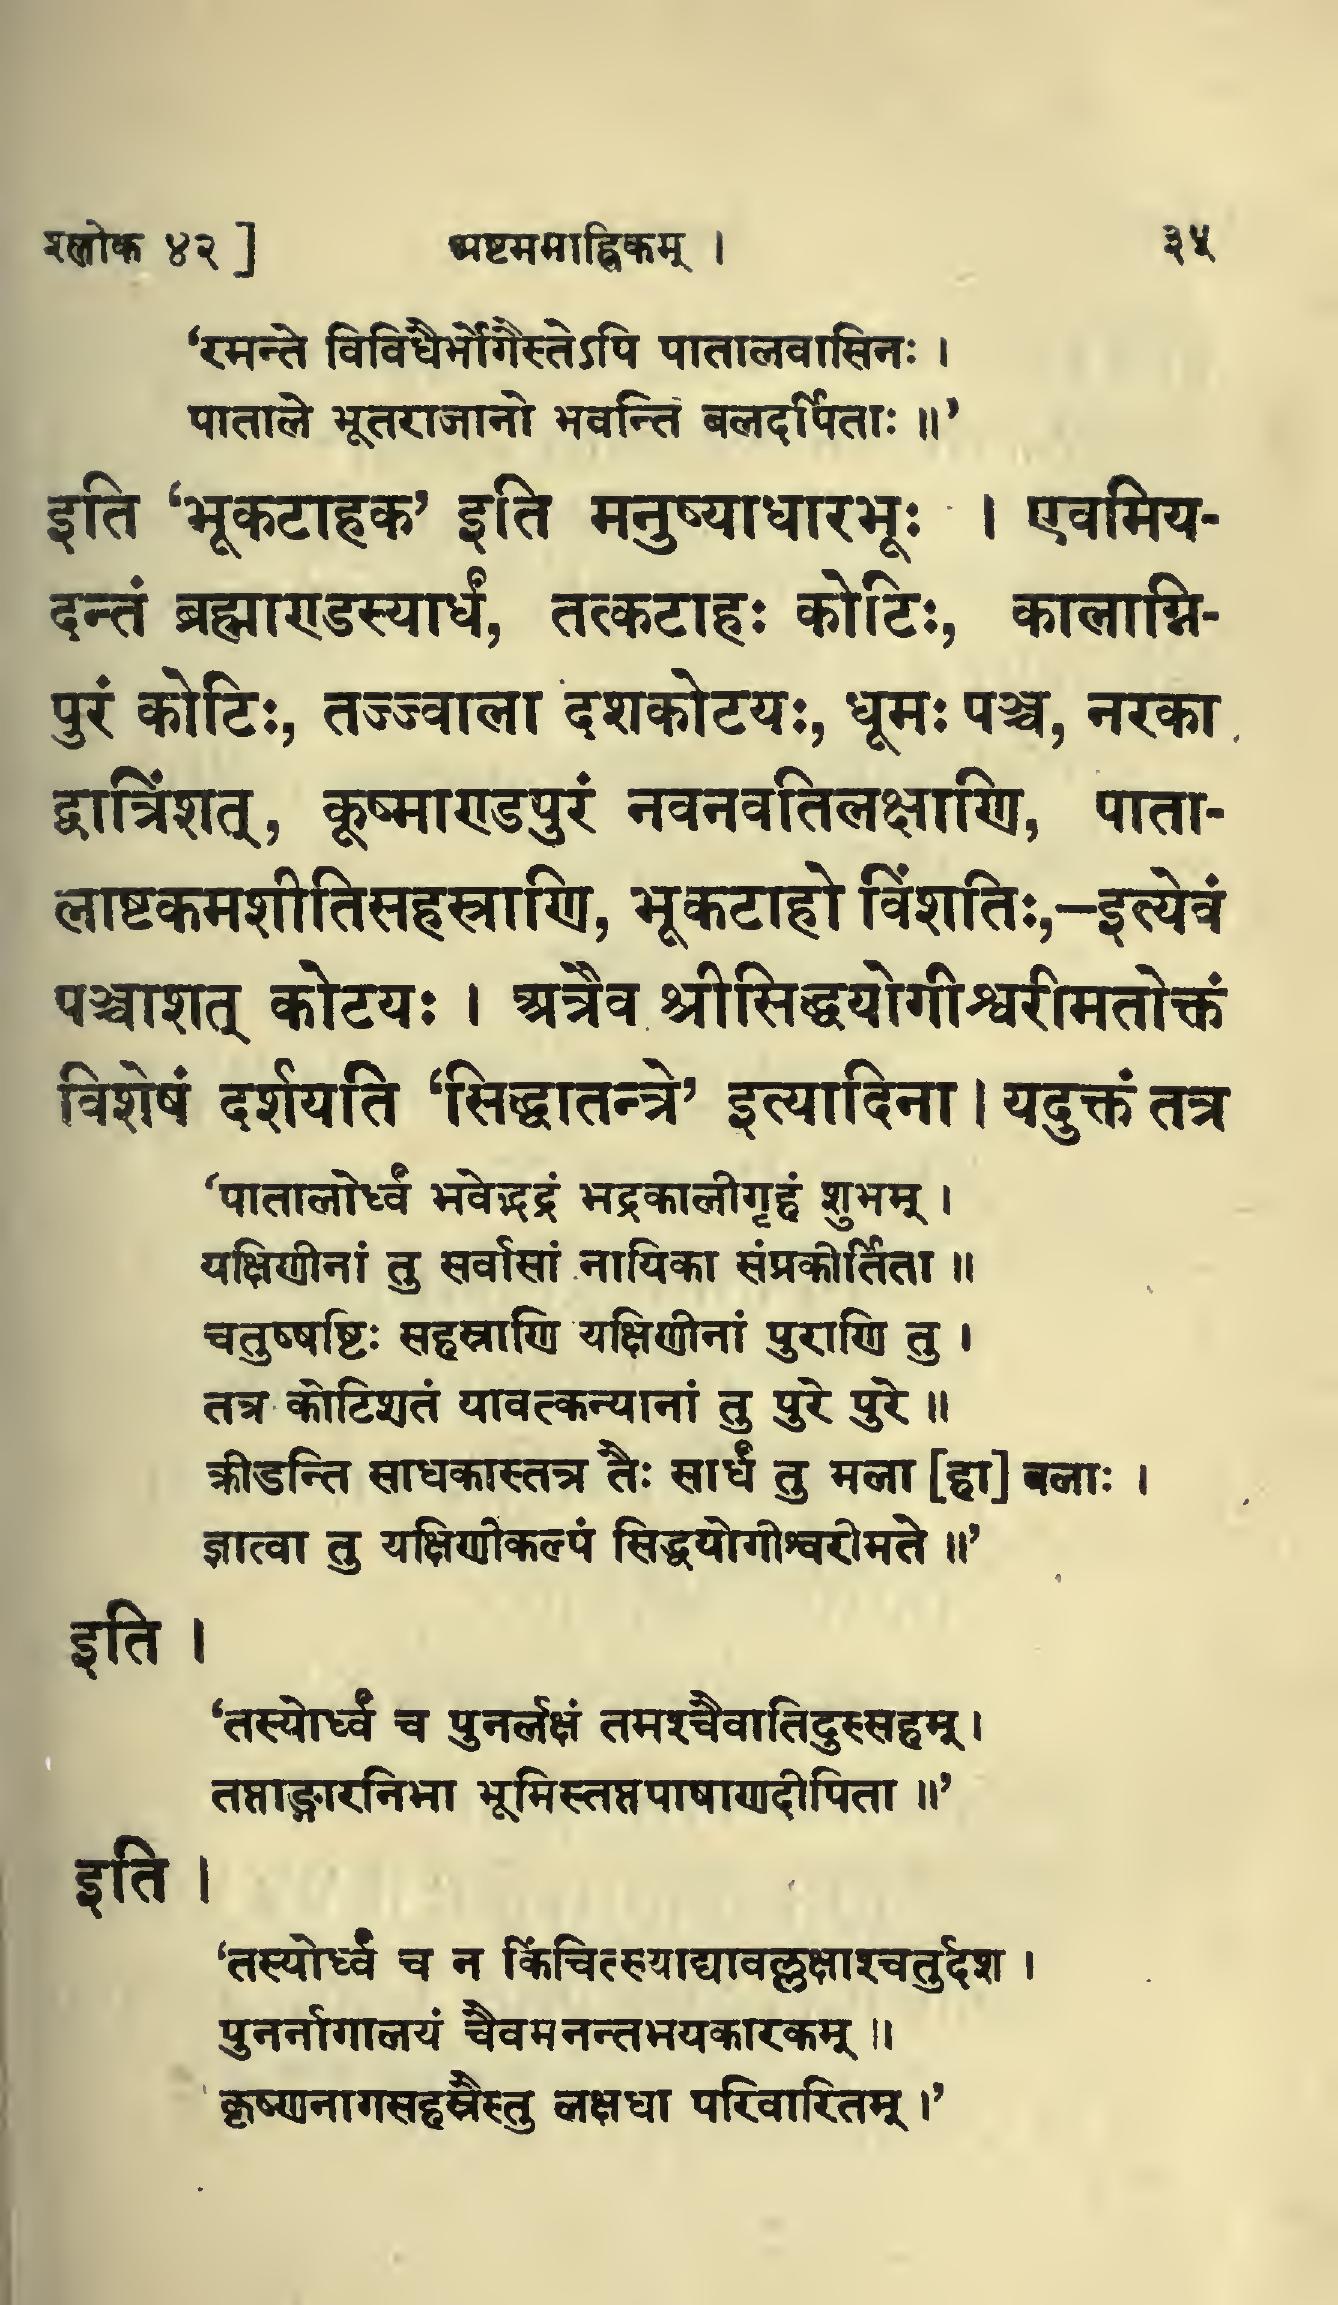 श्लोक ४२ ] अष्टममाह्निकम् । ३५
‘रमन्ते विविधैर्भोगैस्तेऽपि पातालवासिनः ।
पाताले भूतराजानो भवन्ति बलदर्पिताः ॥’
इति ‘भूकटाहक’ इति मनुष्याधारभूः । एवमिय-
दन्तं ब्रह्माण्डस्यार्धं, तत्कटाहः कोटिः, कालाग्नि-
पुरं कोटिः, तज्ज्वाला दशकोटयः, धूमः पञ्च, नरका
द्वात्रिंशत्, कूष्माण्डपुरं नवनवतिलक्षाणि, पाता-
लाष्टकमशीतिसहस्राणि, भूकटाहो विंशतिः,—इत्येवं
पञ्चाशत् कोटयः । अत्रैव श्रीसिद्धयोगीश्वरीमतोक्तं
विशेषं दर्शयति ‘सिद्धातन्त्रे’ इत्यादिना । यदुक्तं तत्र
‘पातालोर्ध्वं भवेद्भद्रं भद्रकालीगृहं शुभम् ।
यक्षिणीनां तु सर्वासां नायिका संप्रकीर्तिता ॥
चतुष्षष्टिः सहस्राणि यक्षिणीनां पुराणि तु ।
तत्र कोटिशतं यावत्कन्यानां तु पुरे पुरे ॥
क्रीडन्ति साधकास्तत्र तैः सार्धं तु मला [हा] बलाः ।
ज्ञात्वा तु यक्षिणीकल्पं सिद्धयोगीश्वरीमते ॥’
इति ।
‘तस्योर्ध्वं च पुनर्लक्षं तमश्चैवातिदुस्सहम् ।
तप्ताङ्गारनिभा भूमिस्तप्तपाषाणदीपिता ॥’
इति ।
‘तस्योर्ध्वं च न किंचित्स्याद्यावल्लक्षाश्चतुर्दश ।
पुनर्नागालयं चैवमनन्तभयकारकम् ॥
कृष्णनागसहस्रैस्तु लक्षधा परिवारितम् ।’